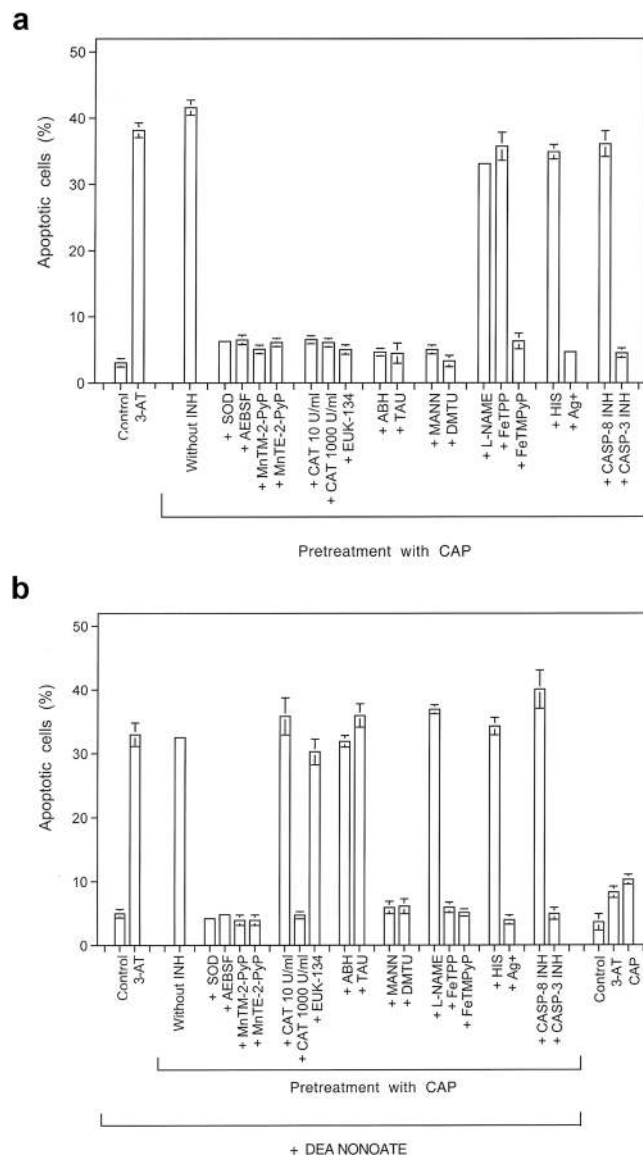 a
Apoptotic cells (%)
50
40
30
20
10
0
Control
3-AT
Without INH
+ SOD
+ AEBSF
+ MnTM-2-PyP
+ MnTE-2-PyP
+ CAT 10 U/ml
+ CAT 1000 U/ml
+ EUK-134
+ ABH
+ TAU
+ MANN
+ DMTU
+ L-NAME
+ FeTPP
+ FeTMPyP
+ HIS
+ Ag+
+ CASP-8 INH
+ CASP-3 INH
Pretreatment with CAP
b
Apoptotic cells (%)
50
40
30
20
10
0
Control
3-AT
Without INH
+ SOD
+ AEBSF
+ MnTM-2-PyP
+ MnTE-2-PyP
+ CAT 10 U/ml
+ CAT 1000 U/ml
+ EUK-134
+ ABH
+ TAU
+ MANN
+ DMTU
+ L-NAME
+ FeTPP
+ FeTMPyP
+ HIS
+ Ag+
+ CASP-8 INH
+ CASP-3 INH
Control
3-AT
CAP
Pretreatment with CAP
+ DEA NONOATE